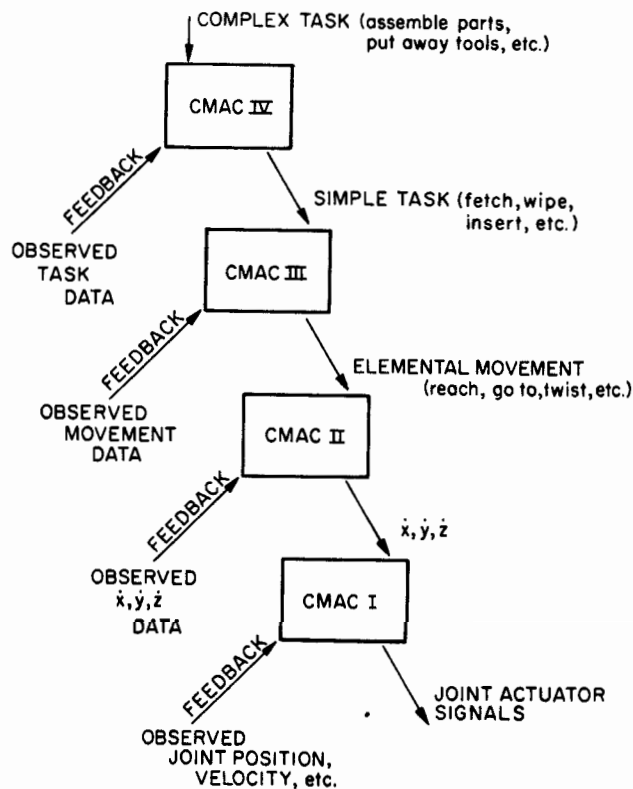 COMPLEX TASK (assemble parts,
put away tools, etc.)
CMAC IV
FEEDBACK
OBSERVED
TASK
DATA
SIMPLE TASK (fetch, wipe,
insert, etc.)
CMAC III
FEEDBACK
OBSERVED
MOVEMENT
DATA
ELEMENTAL MOVEMENT
(reach, go to, twist, etc.)
CMAC II
FEEDBACK
OBSERVED
ẋ, ẏ, ż
DATA
ẋ, ẏ, ż
CMAC I
FEEDBACK
OBSERVED
JOINT POSITION,
VELOCITY, etc.
JOINT ACTUATOR
SIGNALS